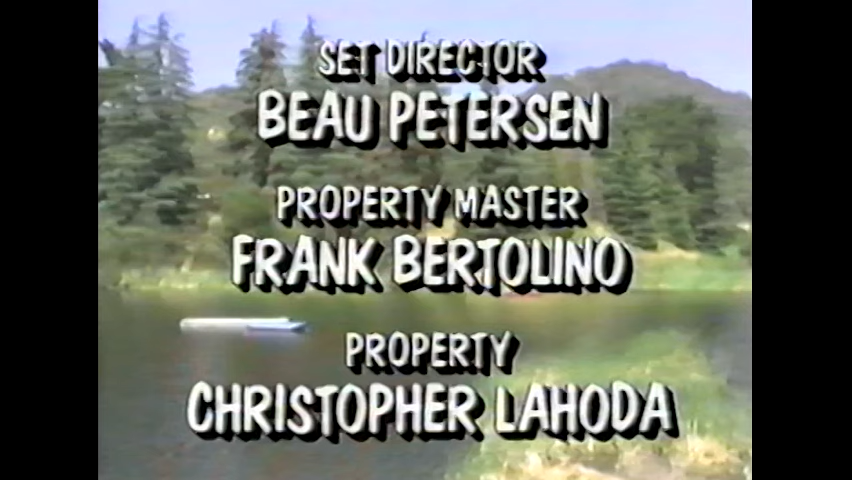 SET DIRECTOR
BEAU PETERSEN
PROPERTY MASTER
FRANK BERTOLINO
PROPERTY
CHRISTOPHER LAHODA